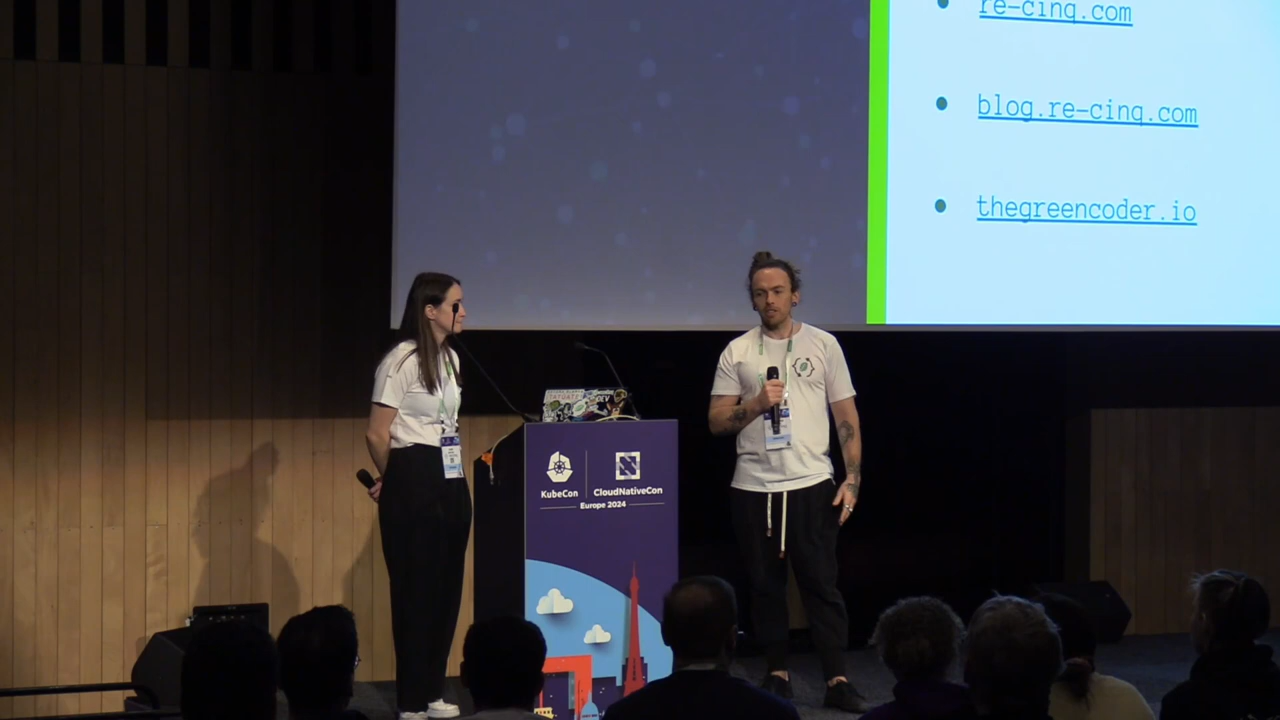 re-cinq.com
blog.re-cinq.com
thegreencoder.io
KubeCon
CloudNativeCon
Europe 2024